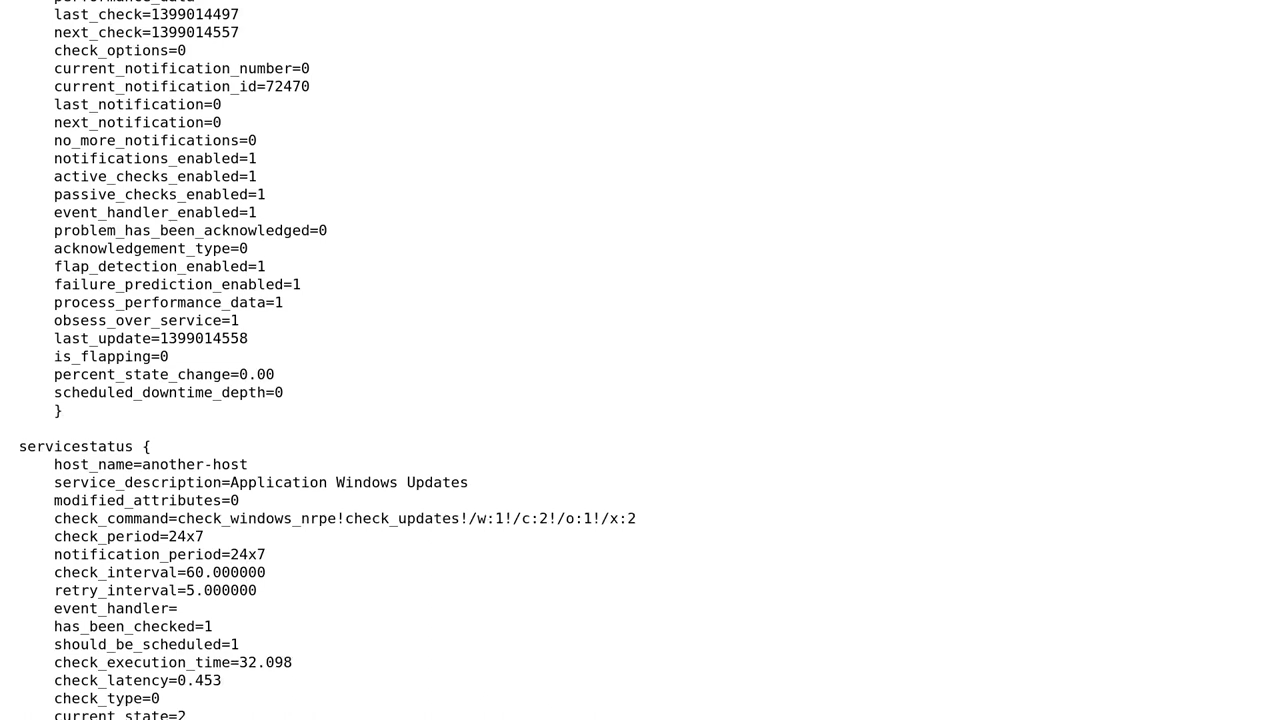 performance_data=
last_check=1399014497
next_check=1399014557
check_options=0
current_notification_number=0
current_notification_id=72470
last_notification=0
next_notification=0
no_more_notifications=0
notifications_enabled=1
active_checks_enabled=1
passive_checks_enabled=1
event_handler_enabled=1
problem_has_been_acknowledged=0
acknowledgement_type=0
flap_detection_enabled=1
failure_prediction_enabled=1
process_performance_data=1
obsess_over_service=1
last_update=1399014558
is_flapping=0
percent_state_change=0.00
scheduled_downtime_depth=0
}
servicestatus {
host_name=another-host
service_description=Application Windows Updates
modified_attributes=0
check_command=check_windows_nrpe!check_updates!/w:1!/c:2!/o:1!/x:2
check_period=24x7
notification_period=24x7
check_interval=60.000000
retry_interval=5.000000
event_handler=
has_been_checked=1
should_be_scheduled=1
check_execution_time=32.098
check_latency=0.453
check_type=0
current_state=2